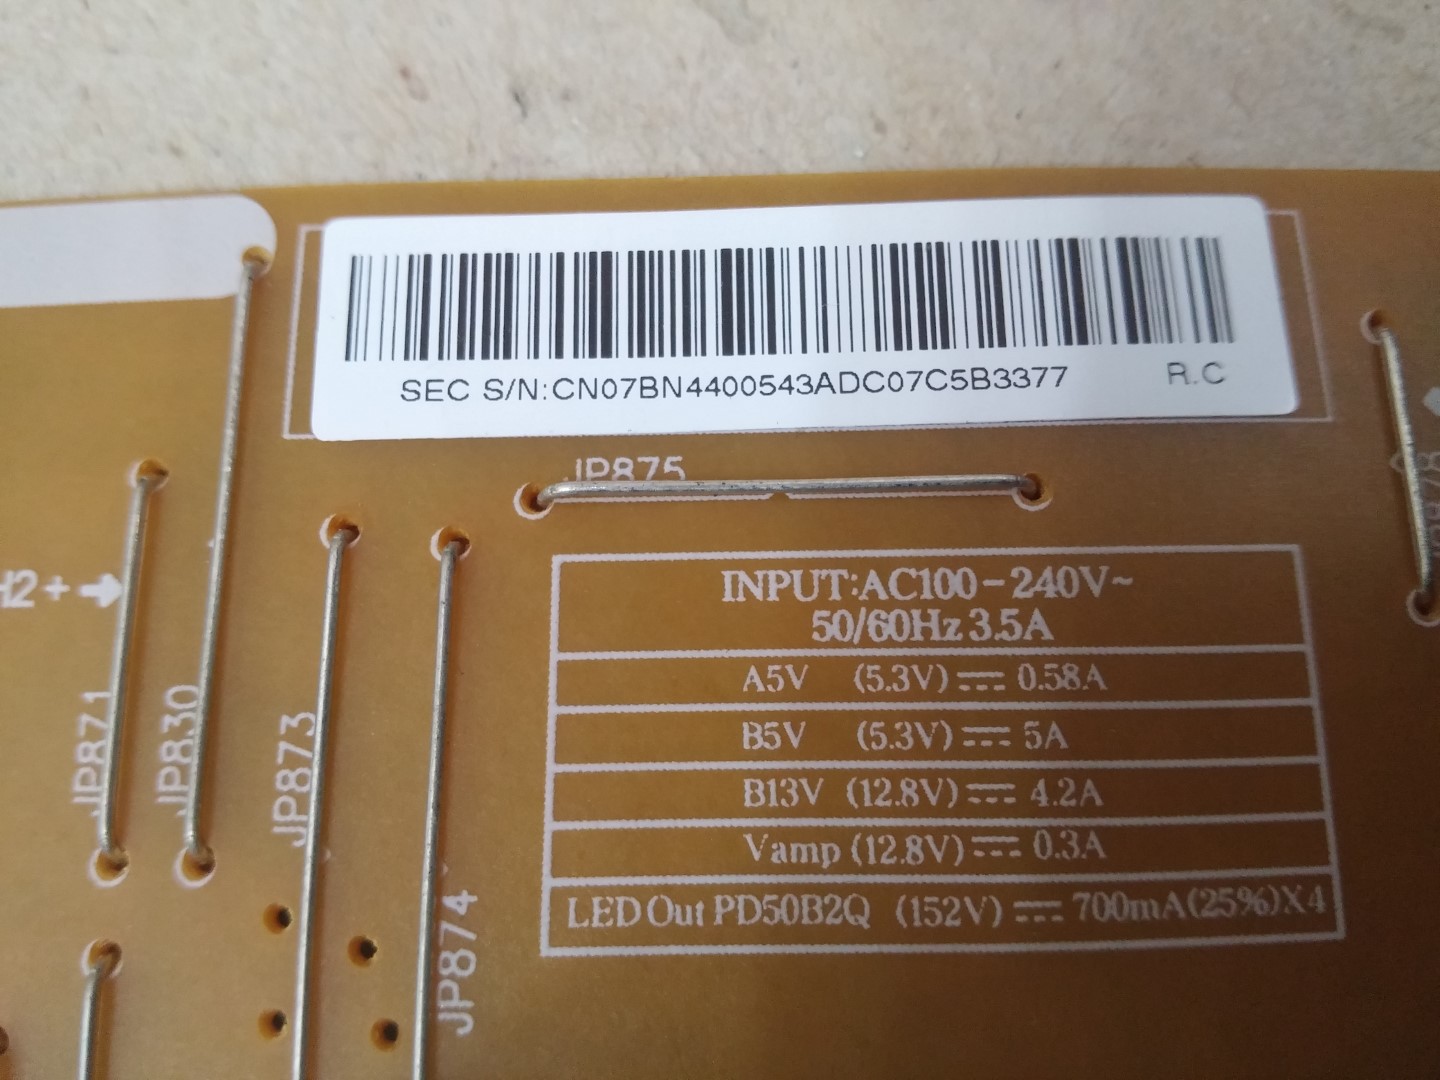 SEC S/N:CN07BN4400543ADC07C5B3377 R.C
JP875
H2+
JP871
JP830
JP873
JP874
INPUT:AC100-240V~
50/60Hz 3.5A
A5V (5.3V) ⎓ 0.58A
B5V (5.3V) ⎓ 5A
B13V (12.8V) ⎓ 4.2A
Vamp (12.8V) ⎓ 0.3A
LED Out PD50B2Q (152V) ⎓ 700mA(25%)X4